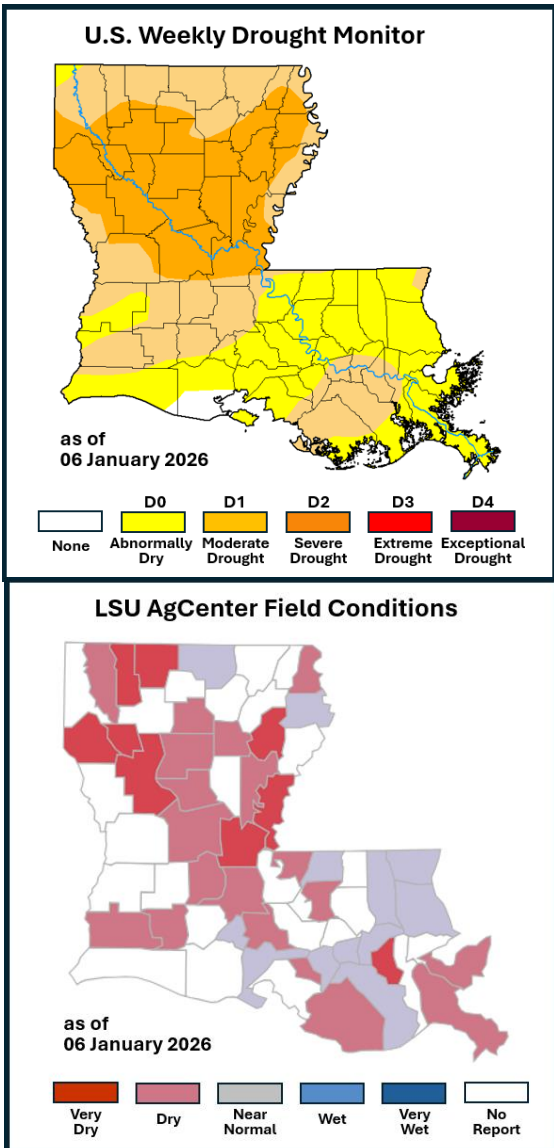 U.S. Weekly Drought Monitor
as of
06 January 2026
None
D0
Abnormally
Dry
D1
Moderate
Drought
D2
Severe
Drought
D3
Extreme
Drought
D4
Exceptional
Drought
LSU AgCenter Field Conditions
as of
06 January 2026
Very
Dry
Dry
Near
Normal
Wet
Very
Wet
No
Report